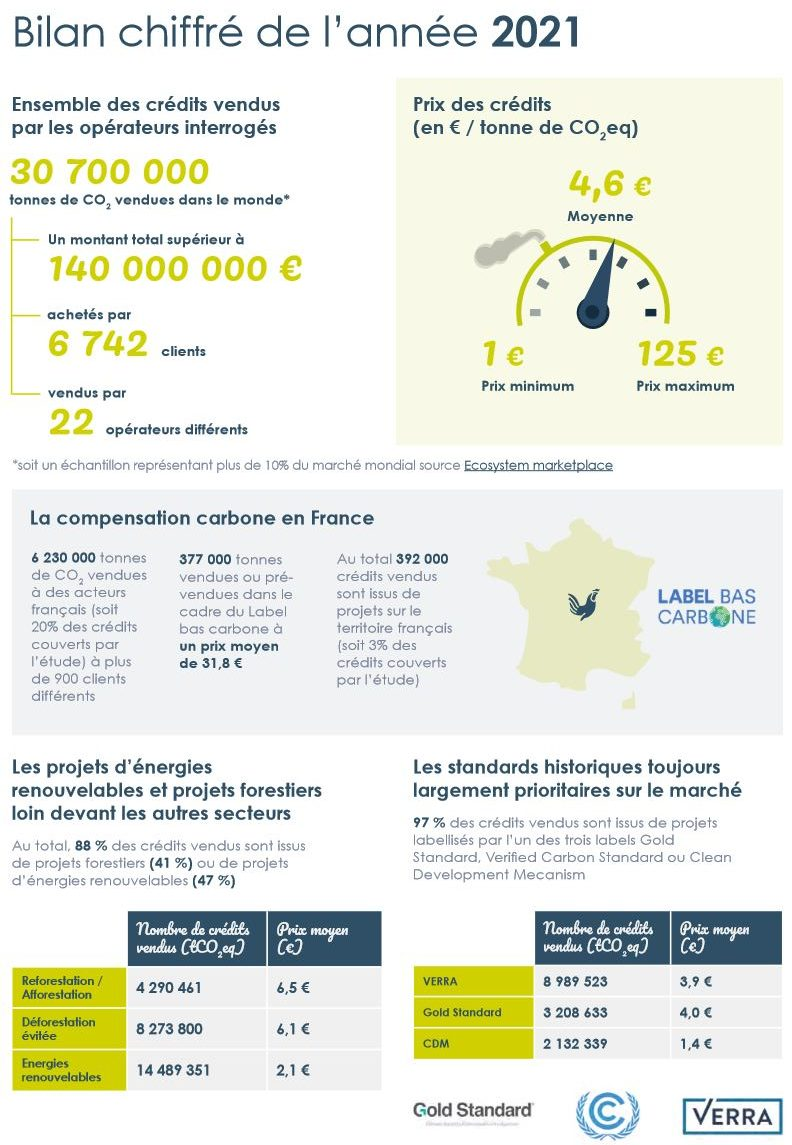 Bilan chiffré de l’année 2021
Ensemble des crédits vendus
par les opérateurs interrogés
30 700 000
tonnes de CO₂ vendues dans le monde*
Un montant total supérieur à
140 000 000 €
achetés par
6 742 clients
vendus par
22 opérateurs différents
Prix des crédits
(en € / tonne de CO₂eq)
4,6 €
Moyenne
1 €
Prix minimum
125 €
Prix maximum
*soit un échantillon représentant plus de 10% du marché mondial source Ecosystem marketplace
La compensation carbone en France
6 230 000 tonnes
de CO₂ vendues
à des acteurs
français (soit
20% des crédits
couverts par
l’étude) à plus
de 900 clients
différents
377 000 tonnes
vendues ou pré-
vendues dans le
cadre du Label
bas carbone à
un prix moyen
de 31,8 €
Au total 392 000
crédits vendus
sont issus de
projets sur le
territoire français
(soit 3% des
crédits couverts
par l’étude)
LABEL BAS
CARBONE
Les projets d’énergies
renouvelables et projets forestiers
loin devant les autres secteurs
Au total, 88 % des crédits vendus sont issus
de projets forestiers (41 %) ou de projets
d’énergies renouvelables (47 %)
Nombre de crédits
vendus (tCO₂eq)
Prix moyen
(€)
Reforestation /
Afforestation
4 290 461
6,5 €
Déforestation
évitée
8 273 800
6,1 €
Energies
renouvelables
14 489 351
2,1 €
Les standards historiques toujours
largement prioritaires sur le marché
97 % des crédits vendus sont issus de projets
labellisés par l’un des trois labels Gold
Standard, Verified Carbon Standard ou Clean
Development Mecanism
Nombre de crédits
vendus (tCO₂eq)
Prix moyen
(€)
VERRA
8 989 523
3,9 €
Gold Standard
3 208 633
4,0 €
CDM
2 132 339
1,4 €
Gold Standard®
VERRA